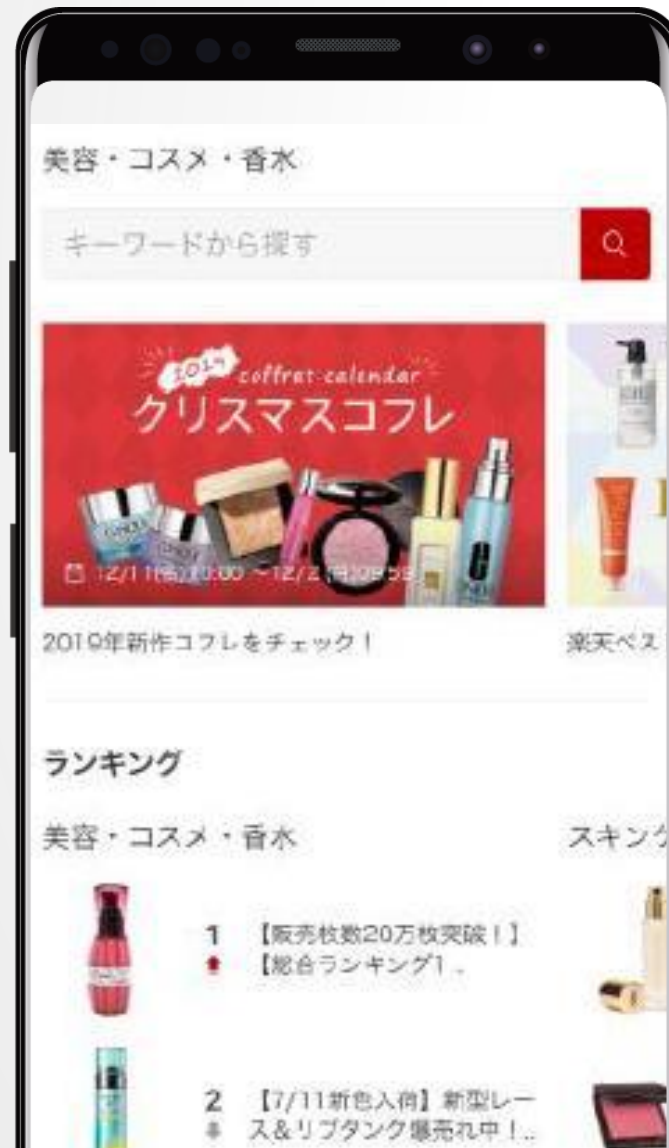 美容・コスメ・香水
キーワードから探す
2019 coffret calendar
クリスマスコフレ
2019年新作コフレをチェック!
楽天ベス
ランキング
美容・コスメ・香水
スキンケ
1 【販売枚数20万枚突破!】
【総合ランキング1..
2 【7/11新色入荷】新型レー
ス&リブタンク爆売れ中!..